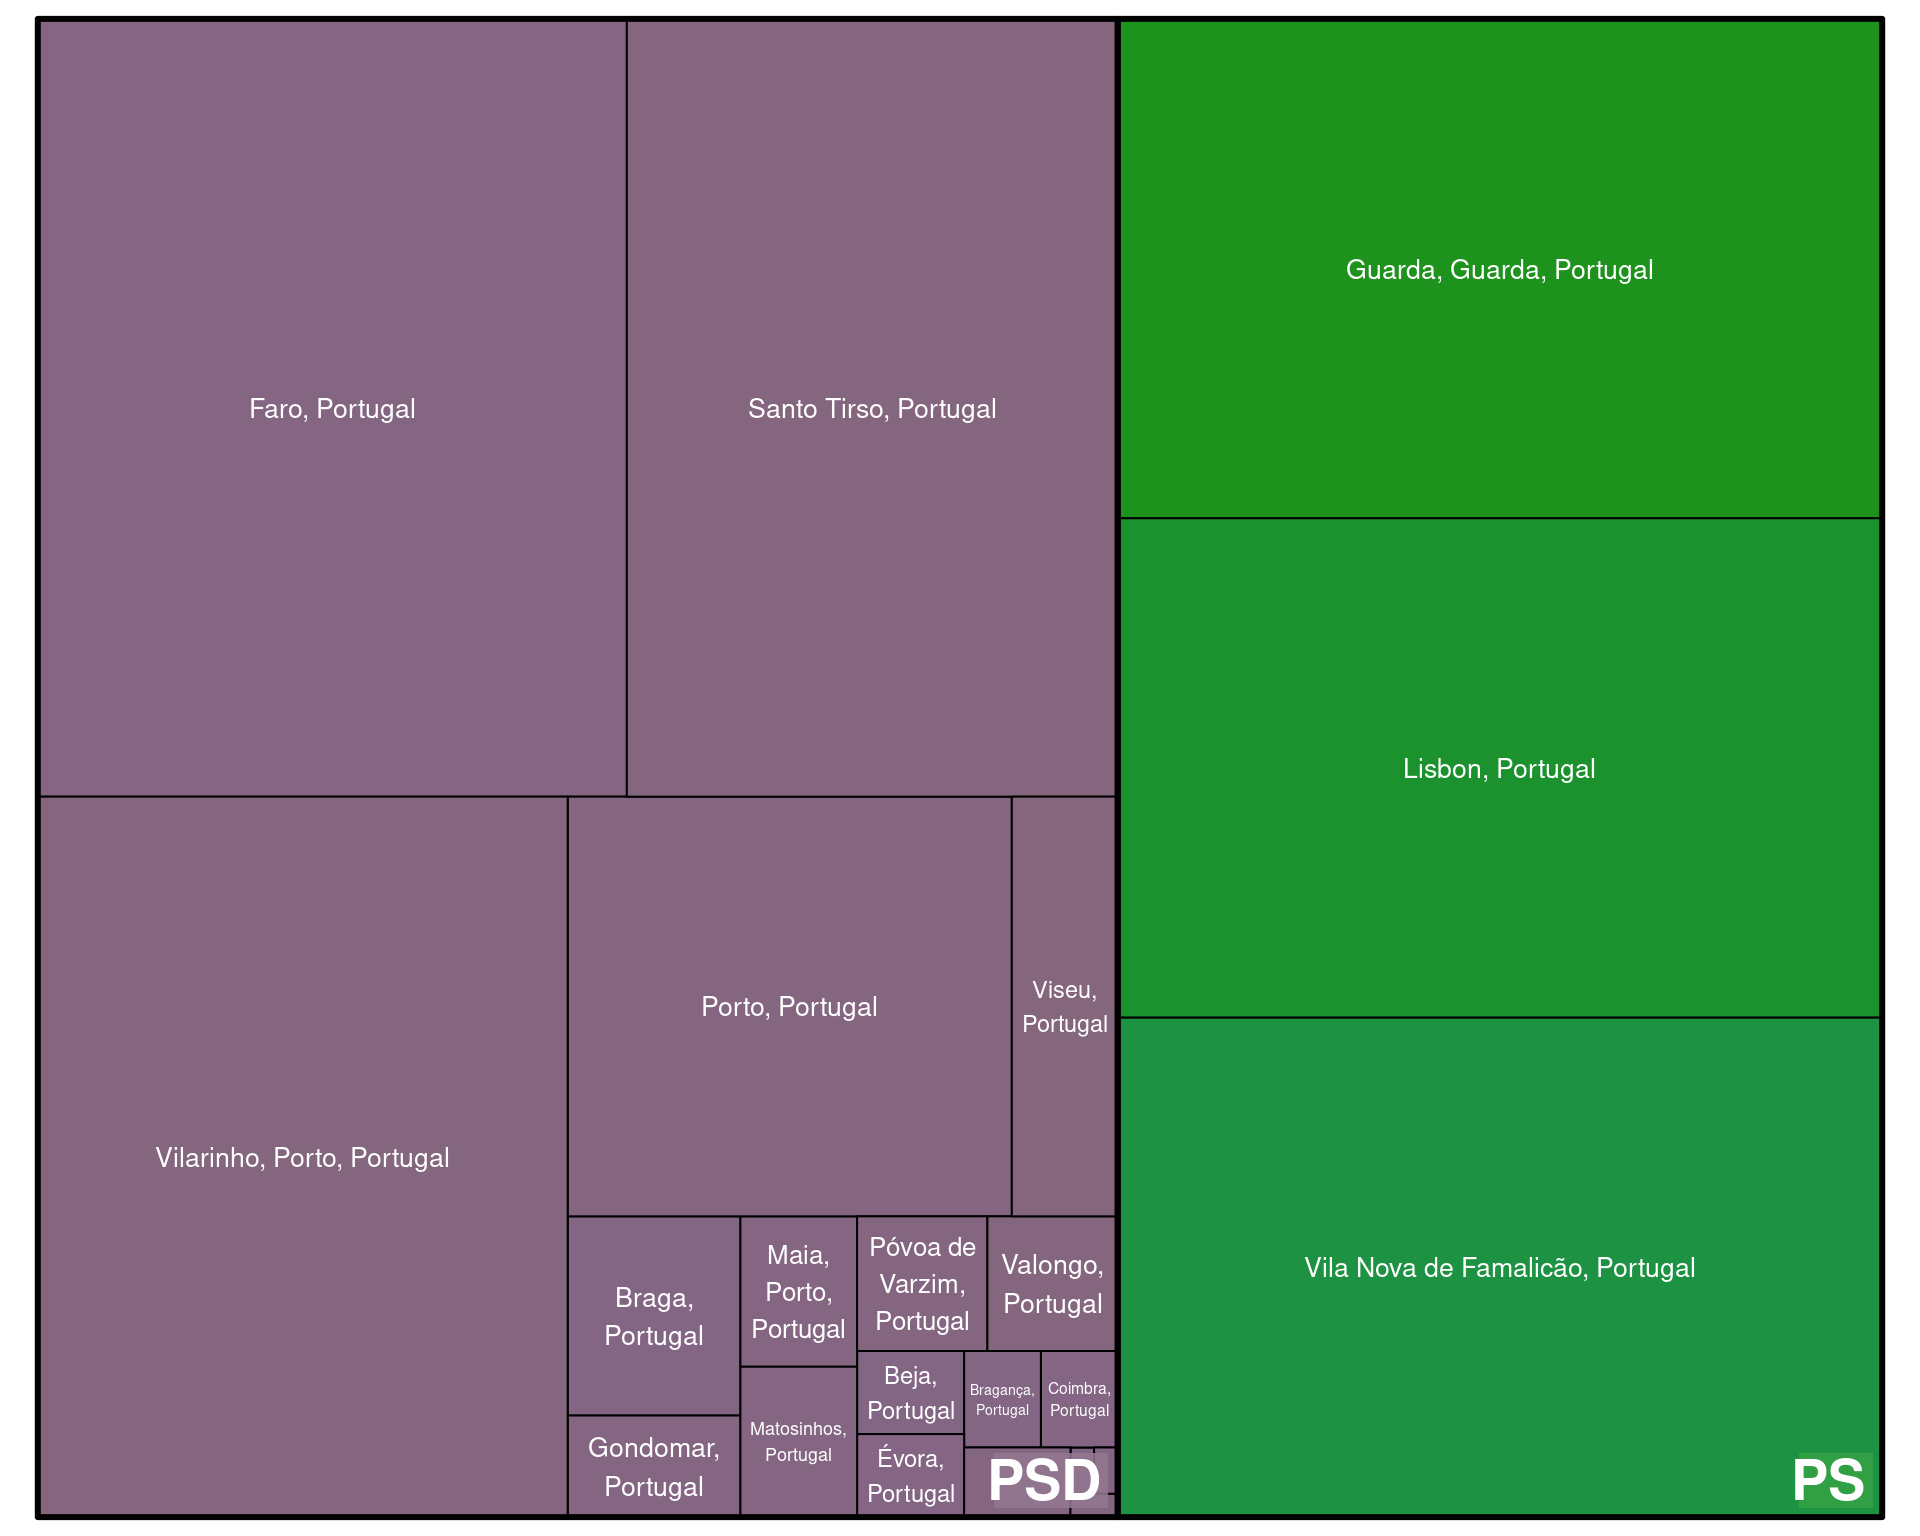 Faro, Portugal
Santo Tirso, Portugal
Guarda, Guarda, Portugal
Lisbon, Portugal
Vila Nova de Famalicão, Portugal
Vilarinho, Porto, Portugal
Porto, Portugal
Viseu,
Portugal
Braga,
Portugal
Maia,
Porto,
Portugal
Póvoa de
Varzim,
Portugal
Valongo,
Portugal
Gondomar,
Portugal
Matosinhos,
Portugal
Beja,
Portugal
Bragança,
Portugal
Coimbra,
Portugal
Évora,
Portugal
PSD
PS